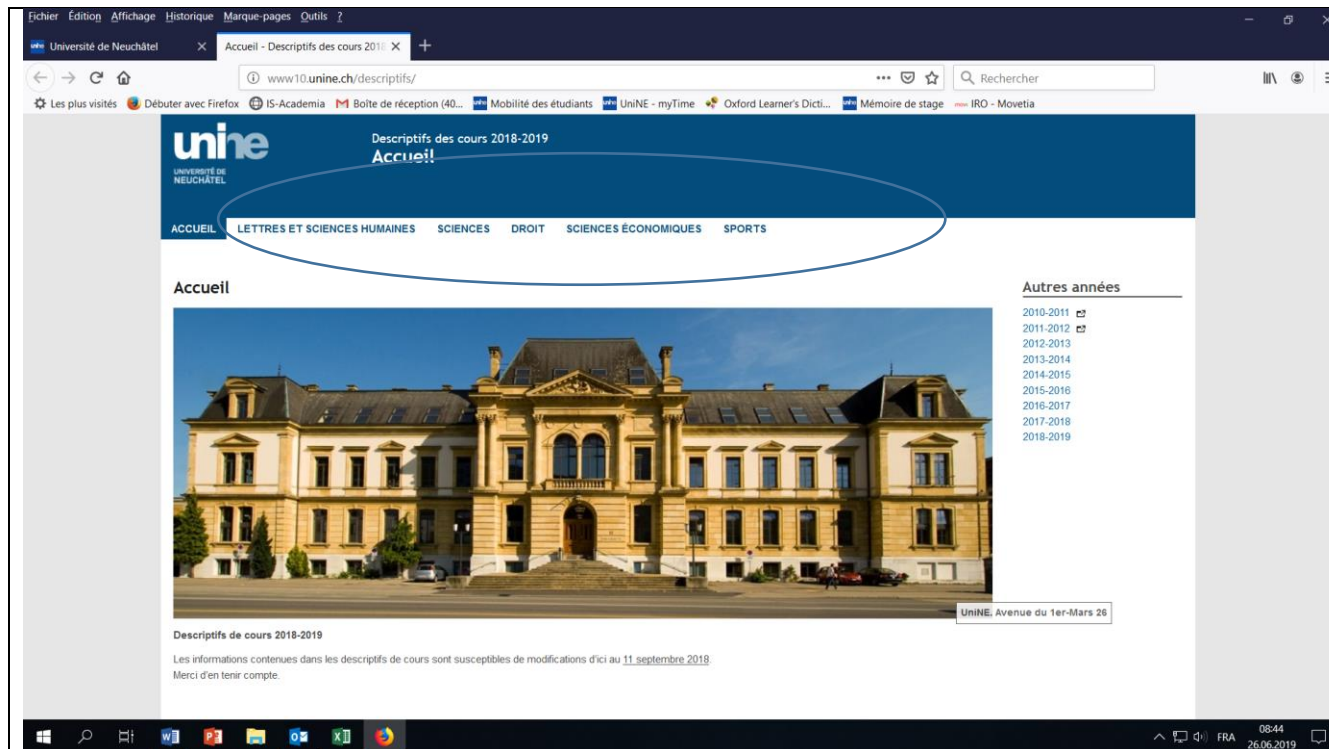 Fichier Édition Affichage Historique Marque-pages Outils ?
Université de Neuchâtel Accueil - Descriptifs des cours 2018
www10.unine.ch/descriptifs/ Rechercher
Les plus visités Débuter avec Firefox IS-Academia Boîte de réception (40... Mobilité des étudiants UniNE - myTime Oxford Learner's Dicti... Mémoire de stage IRO - Movetia
unine
UNIVERSITÉ DE
NEUCHÂTEL
Descriptifs des cours 2018-2019
Accueil
ACCUEIL LETTRES ET SCIENCES HUMAINES SCIENCES DROIT SCIENCES ÉCONOMIQUES SPORTS
Accueil
Autres années
2010-2011
2011-2012
2012-2013
2013-2014
2014-2015
2015-2016
2016-2017
2017-2018
2018-2019
UniNE, Avenue du 1er-Mars 26
Descriptifs de cours 2018-2019
Les informations contenues dans les descriptifs de cours sont susceptibles de modifications d'ici au 11 septembre 2018.
Merci d'en tenir compte.
FRA 08:44
26.06.2019